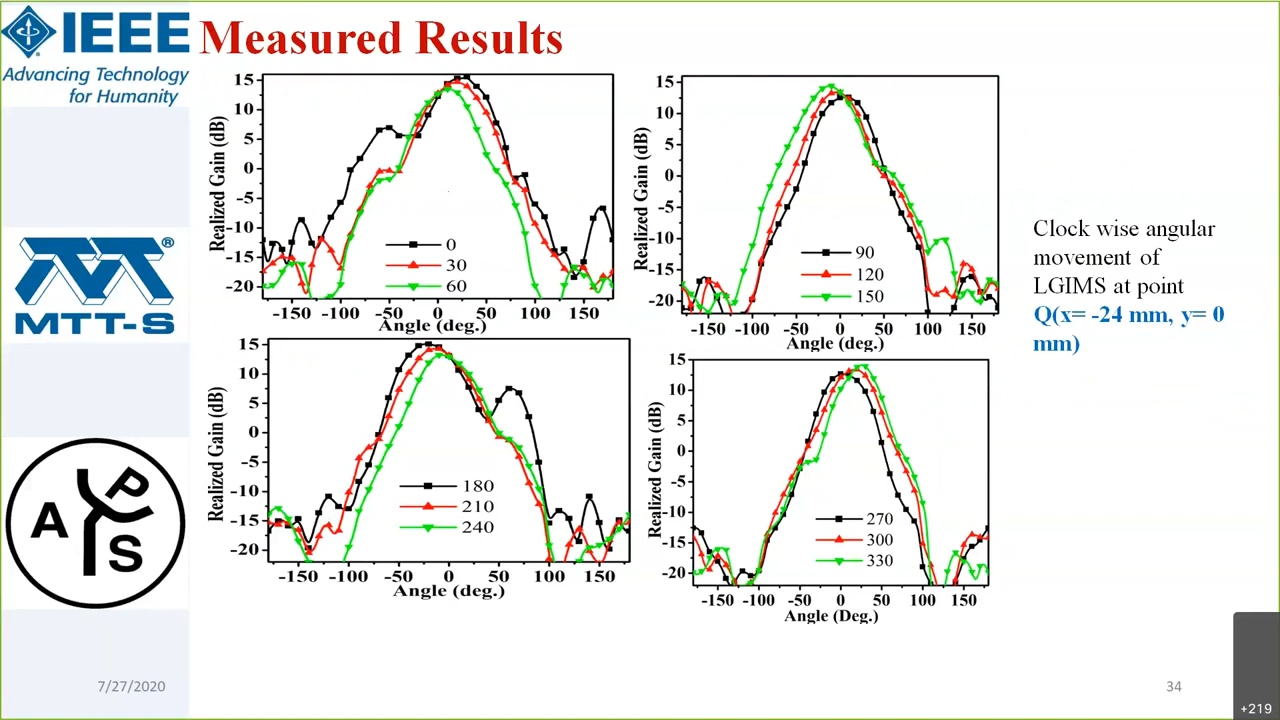 IEEE
Advancing Technology
for Humanity
Measured Results
15
10
5
0
-5
-10
-15
-20
Realized Gain (dB)
0
30
60
-150 -100 -50 0 50 100 150
Angle (deg.)
15
10
5
0
-5
-10
-15
-20
Realized Gain (dB)
90
120
150
-150 -100 -50 0 50 100 150
Angle (deg.)
Clock wise angular
movement of
LGIMS at point
Q(x= -24 mm, y= 0
mm)
MTT-S
®
15
10
5
0
-5
-10
-15
-20
Realized Gain (dB)
180
210
240
-150 -100 -50 0 50 100 150
Angle (deg.)
15
10
5
0
-5
-10
-15
-20
Realized Gain (dB)
270
300
330
-150 -100 -50 0 50 100 150
Angle (Deg.)
A P S
7/27/2020
34
+219